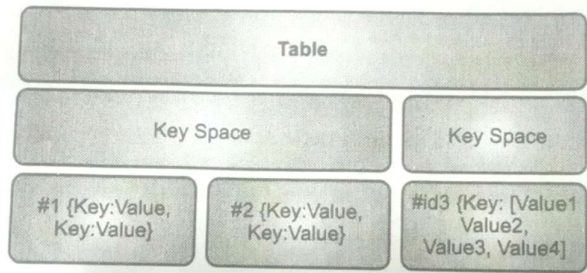 Table
Key Space
Key Space
#1 {Key:Value,
Key:Value}
#2 {Key:Value,
Key:Value}
#id3 {Key: [Value1
Value2,
Value3, Value4]